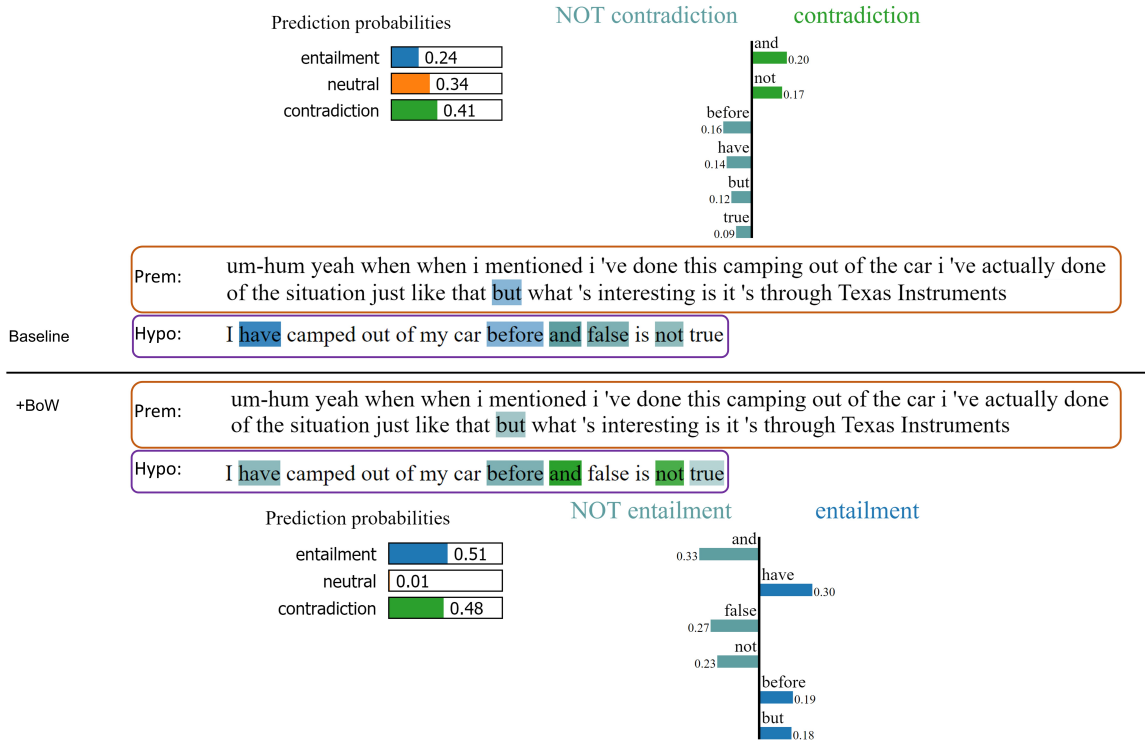 Prediction probabilities
entailment 0.24
neutral 0.34
contradiction 0.41
NOT contradiction contradiction
and
0.20
not
0.17
before
0.16
have
0.14
but
0.12
true
0.09
Prem: um-hum yeah when when i mentioned i 've done this camping out of the car i 've actually done
of the situation just like that but what 's interesting is it 's through Texas Instruments
Baseline
Hypo: I have camped out of my car before and false is not true
+BoW
Prem: um-hum yeah when when i mentioned i 've done this camping out of the car i 've actually done
of the situation just like that but what 's interesting is it 's through Texas Instruments
Hypo: I have camped out of my car before and false is not true
Prediction probabilities
entailment 0.51
neutral 0.01
contradiction 0.48
NOT entailment entailment
and
0.33
have
0.30
false
0.27
not
0.23
before
0.19
but
0.18